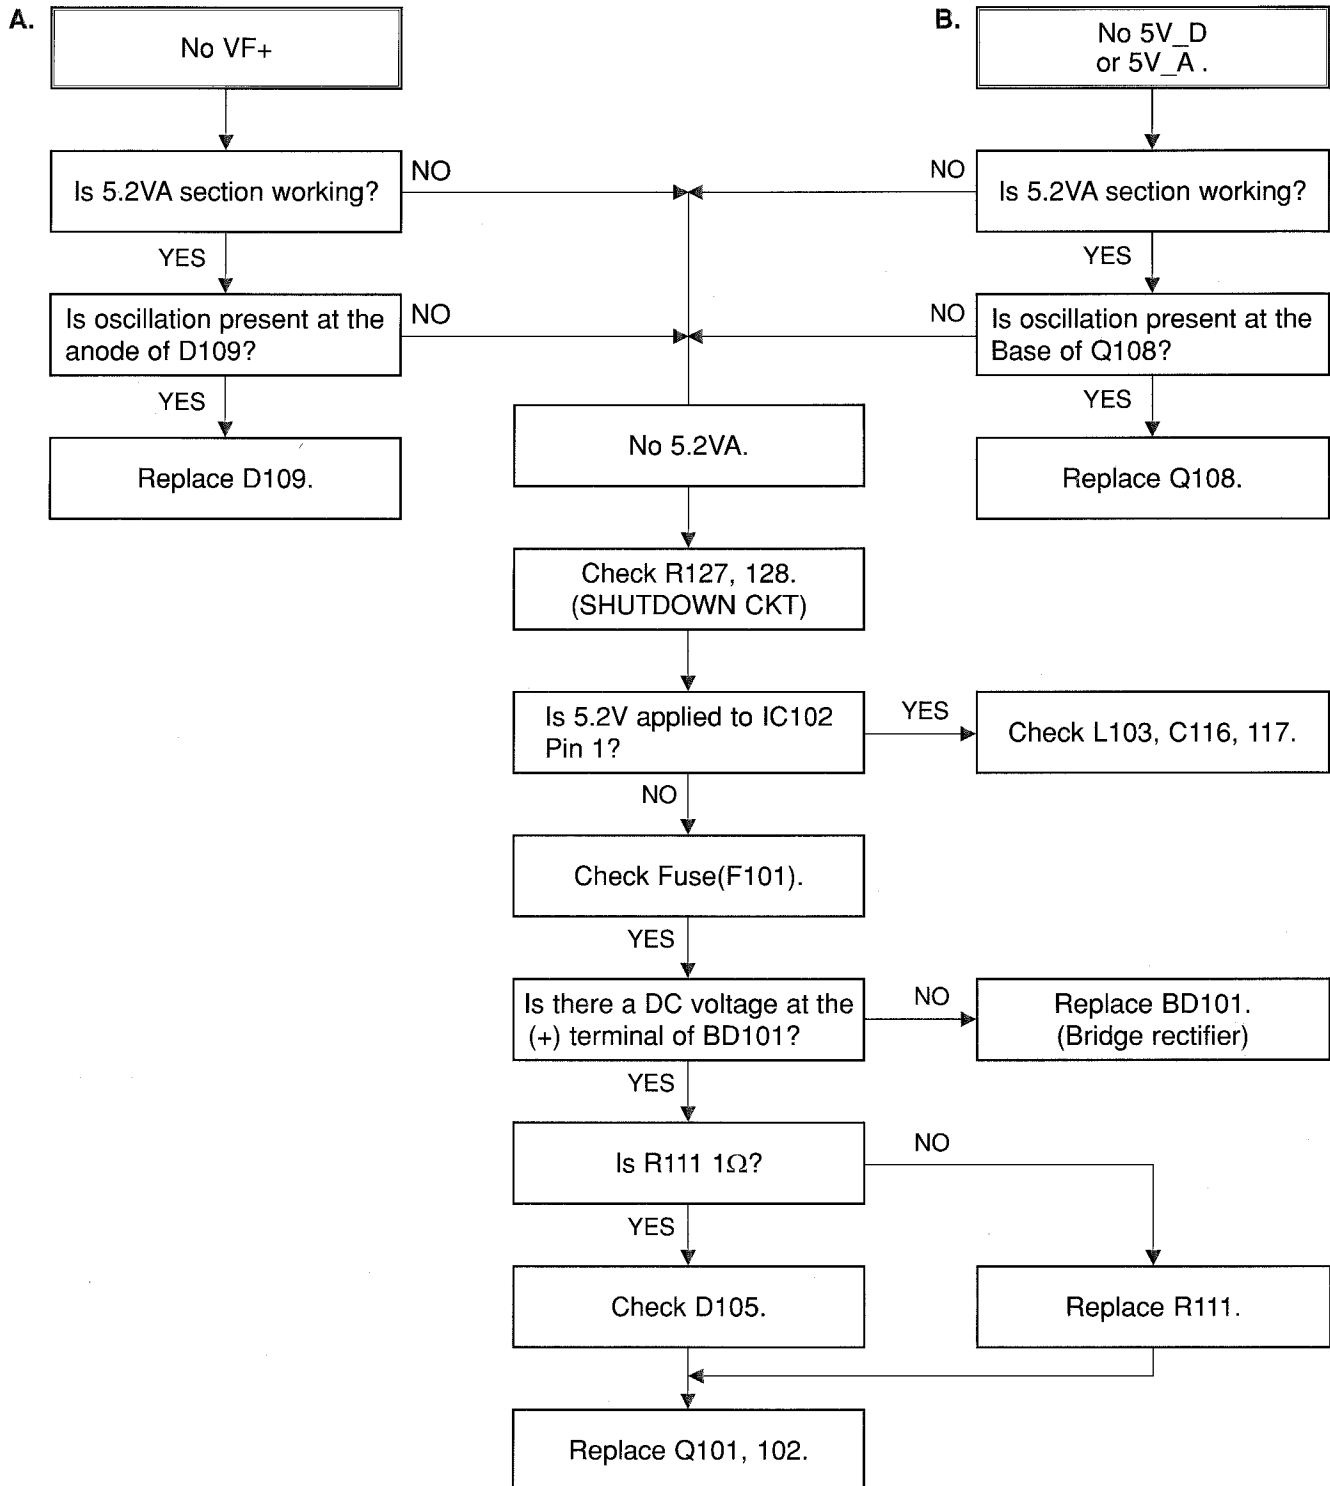 A.
No VF+
B.
No 5V_D
or 5V_A .
Is 5.2VA section working?
NO
NO
Is 5.2VA section working?
YES
YES
Is oscillation present at the
anode of D109?
NO
NO
Is oscillation present at the
Base of Q108?
YES
YES
Replace D109.
No 5.2VA.
Replace Q108.
Check R127, 128.
(SHUTDOWN CKT)
Is 5.2V applied to IC102
Pin 1?
YES
Check L103, C116, 117.
NO
Check Fuse(F101).
YES
Is there a DC voltage at the
(+) terminal of BD101?
NO
Replace BD101.
(Bridge rectifier)
YES
Is R111 1Ω?
NO
YES
Check D105.
Replace R111.
Replace Q101, 102.